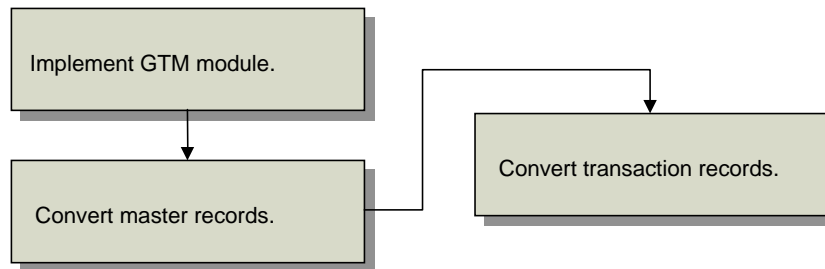 Implement GTM module.
Convert master records.
Convert transaction records.